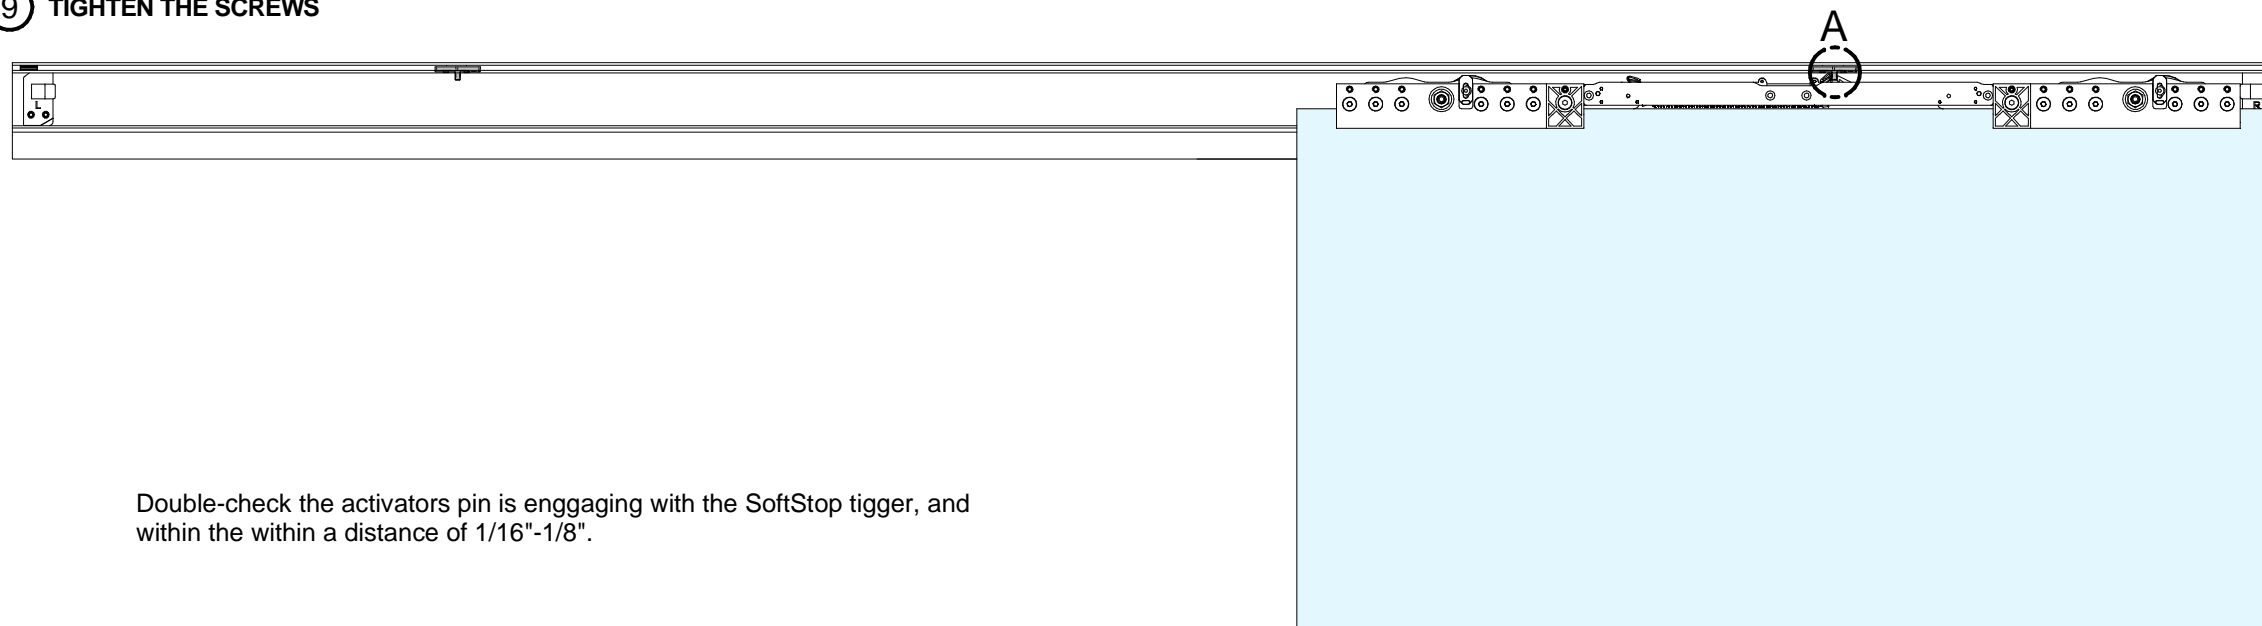 9 TIGHTEN THE SCREWS
A
L
R
Double-check the activators pin is enggaging with the SoftStop tigger, and
within the within a distance of 1/16"-1/8".